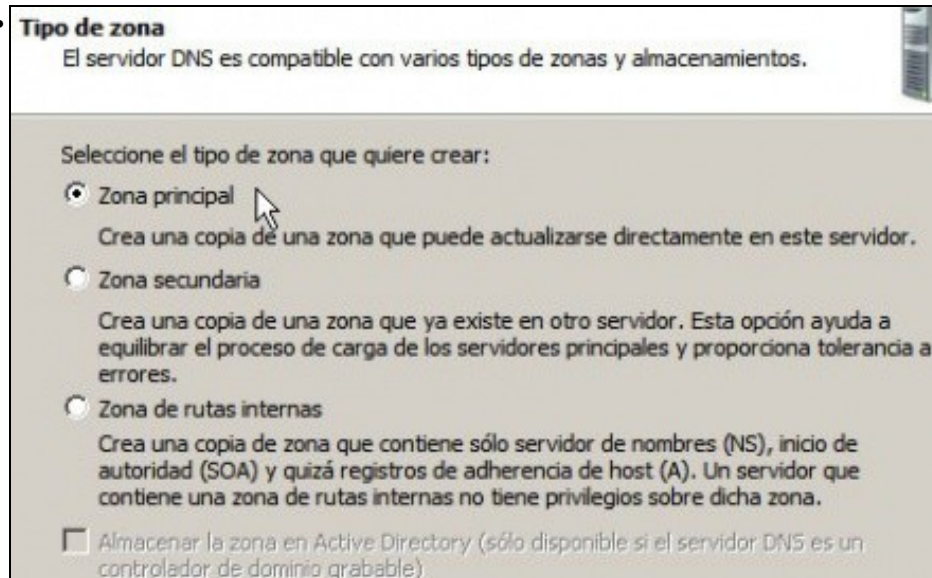 Tipo de zona
El servidor DNS es compatible con varios tipos de zonas y almacenamientos.
Seleccione el tipo de zona que quiere crear:
Zona principal
Crea una copia de una zona que puede actualizarse directamente en este servidor.
Zona secundaria
Crea una copia de una zona que ya existe en otro servidor. Esta opción ayuda a
equilibrar el proceso de carga de los servidores principales y proporciona tolerancia a
errores.
Zona de rutas internas
Crea una copia de zona que contiene sólo servidor de nombres (NS), inicio de
autoridad (SOA) y quizá registros de adherencia de host (A). Un servidor que
contiene una zona de rutas internas no tiene privilegios sobre dicha zona.
Almacenar la zona en Active Directory (sólo disponible si el servidor DNS es un
controlador de dominio grabable)